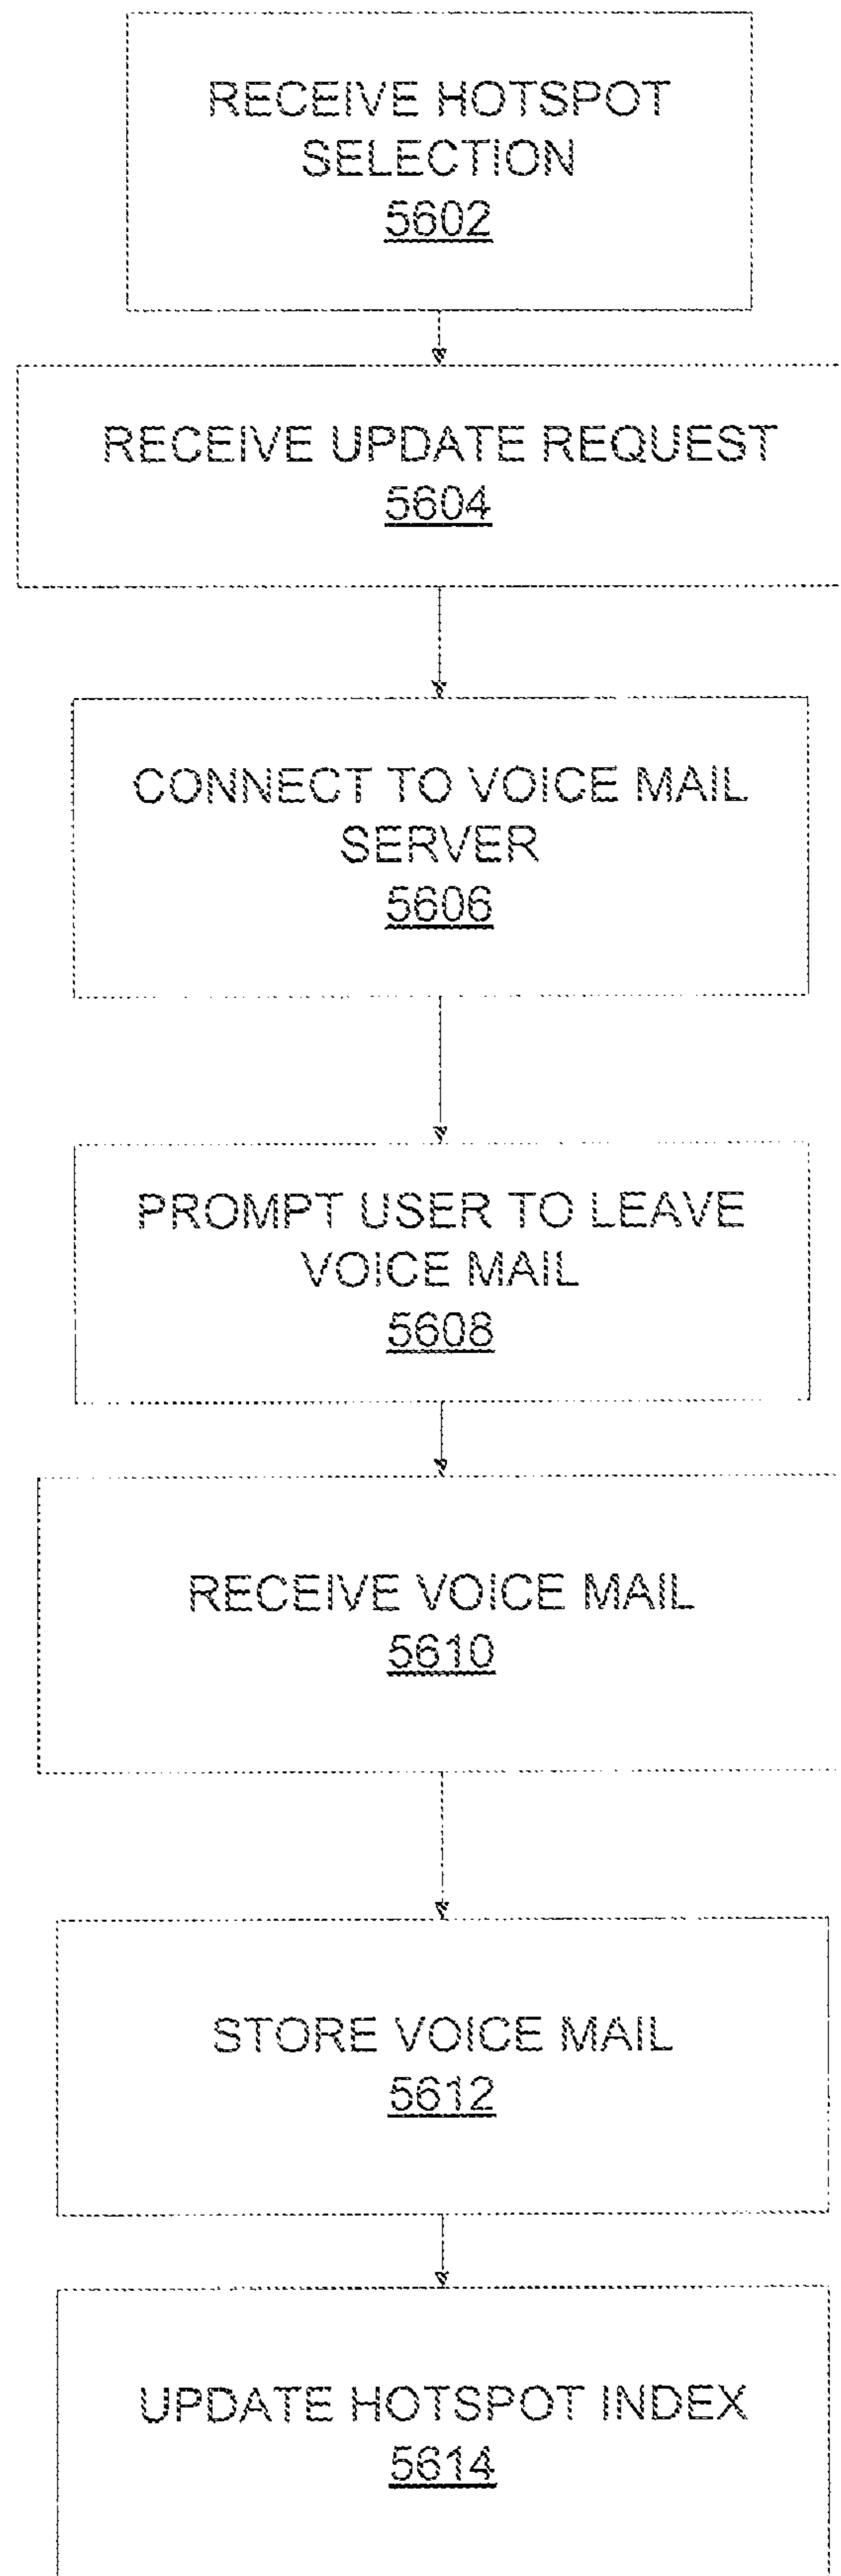 RECEIVE HOTSPOT
SELECTION
5602
RECEIVE UPDATE REQUEST
5604
CONNECT TO VOICE MAIL
SERVER
5606
PROMPT USER TO LEAVE
VOICE MAIL
5608
RECEIVE VOICE MAIL
5610
STORE VOICE MAIL
5612
UPDATE HOTSPOT INDEX
5614